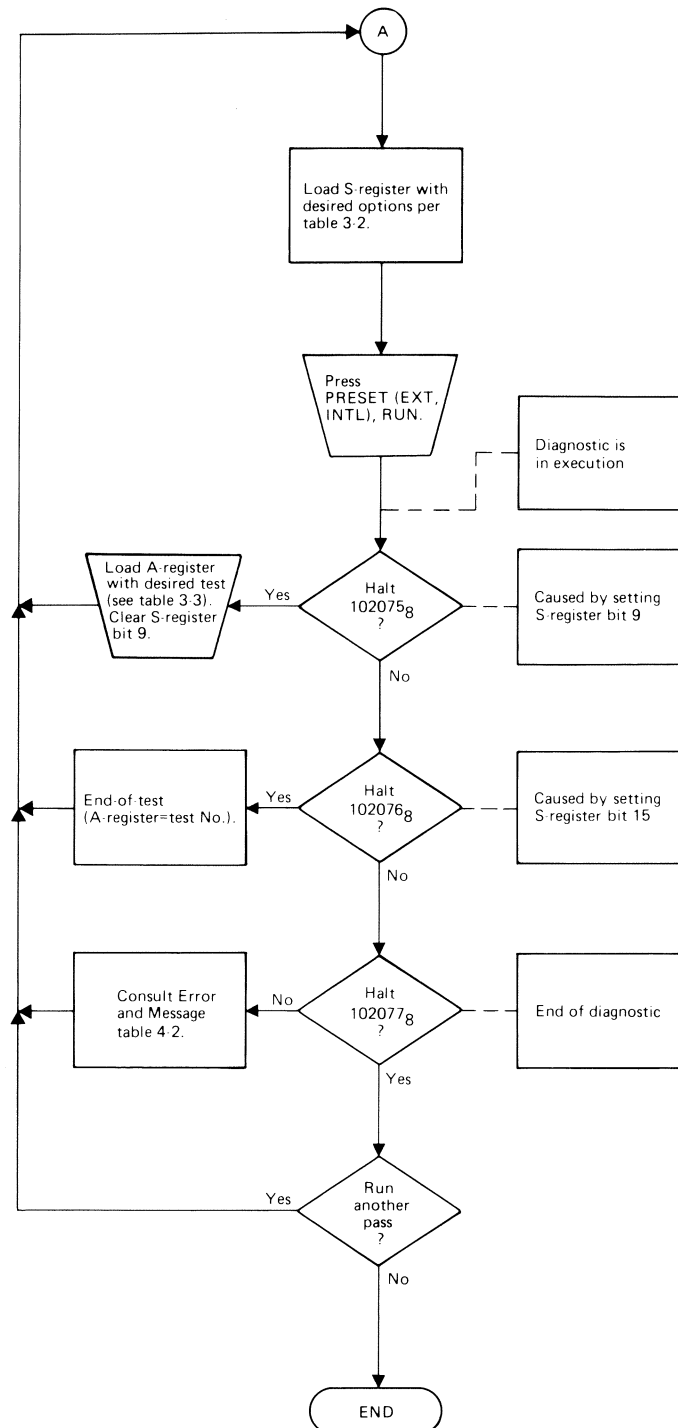 A
Load S-register with
desired options per
table 3-2.
Press
PRESET (EXT,
INTL), RUN.
Diagnostic is
in execution
Load A-register
with desired test
(see table 3-3).
Clear S-register
bit 9.
Yes
Halt
102075₈
?
Caused by setting
S-register bit 9
No
End-of-test
(A-register=test No.).
Yes
Halt
102076₈
?
Caused by setting
S-register bit 15
No
Consult Error
and Message
table 4-2.
No
Halt
102077₈
?
End of diagnostic
Yes
Yes
Run
another
pass
?
No
END